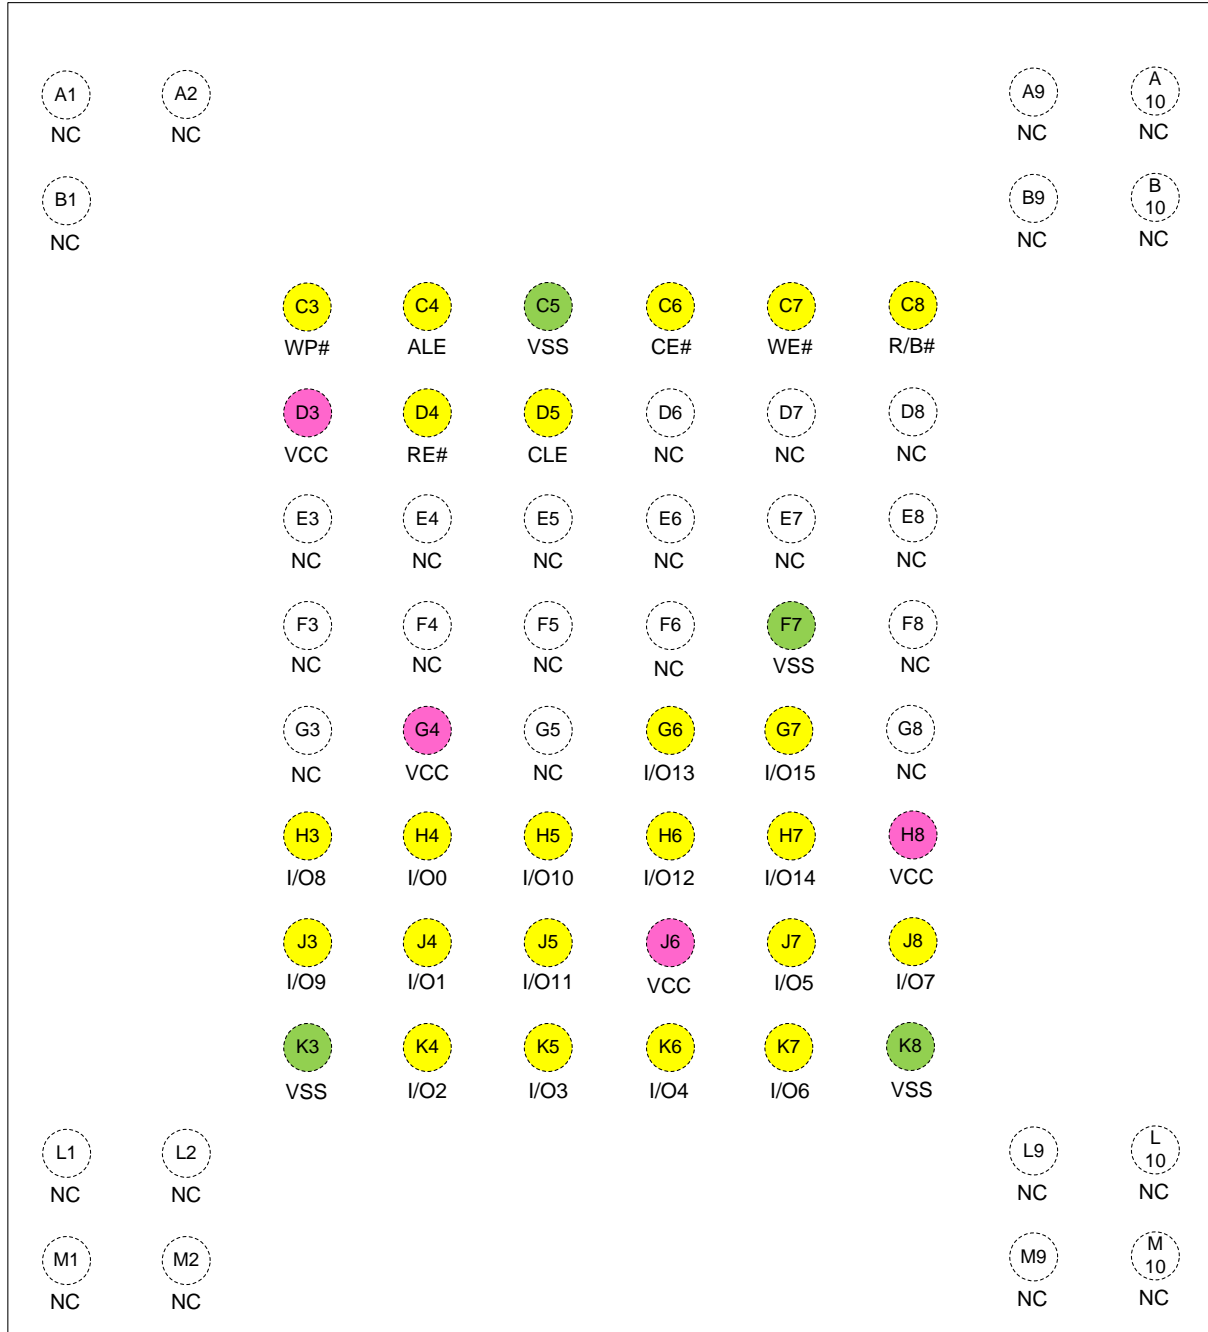 A1 A2 A9 A 10
NC NC NC NC
B1 B9 B 10
NC NC NC
C3 C4 C5 C6 C7 C8
WP# ALE VSS CE# WE# R/B#
D3 D4 D5 D6 D7 D8
VCC RE# CLE NC NC NC
E3 E4 E5 E6 E7 E8
NC NC NC NC NC NC
F3 F4 F5 F6 F7 F8
NC NC NC NC VSS NC
G3 G4 G5 G6 G7 G8
NC VCC NC I/O13 I/O15 NC
H3 H4 H5 H6 H7 H8
I/O8 I/O0 I/O10 I/O12 I/O14 VCC
J3 J4 J5 J6 J7 J8
I/O9 I/O1 I/O11 VCC I/O5 I/O7
K3 K4 K5 K6 K7 K8
VSS I/O2 I/O3 I/O4 I/O6 VSS
L1 L2 L9 L 10
NC NC NC NC
M1 M2 M9 M 10
NC NC NC NC